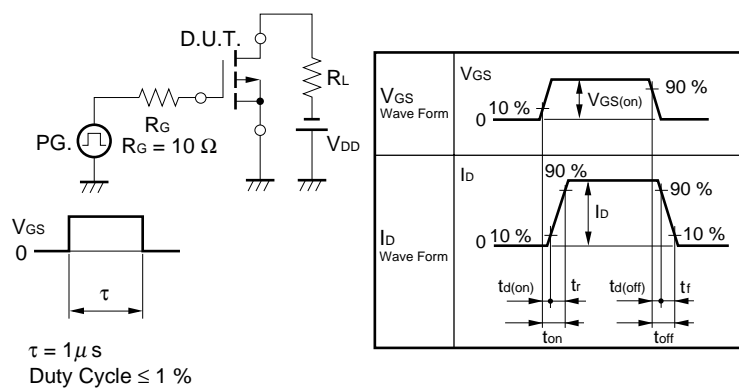 D.U.T.
RL
RG
PG.
RG = 10 Ω
VDD
VGS
0
τ
τ = 1μ s
Duty Cycle ≤ 1 %
VGS
Wave Form
VGS
10 %
0
VGS(on)
90 %
ID
Wave Form
ID
90 %
90 %
ID
0 10 %
10 %
td(on) tr td(off) tf
ton toff